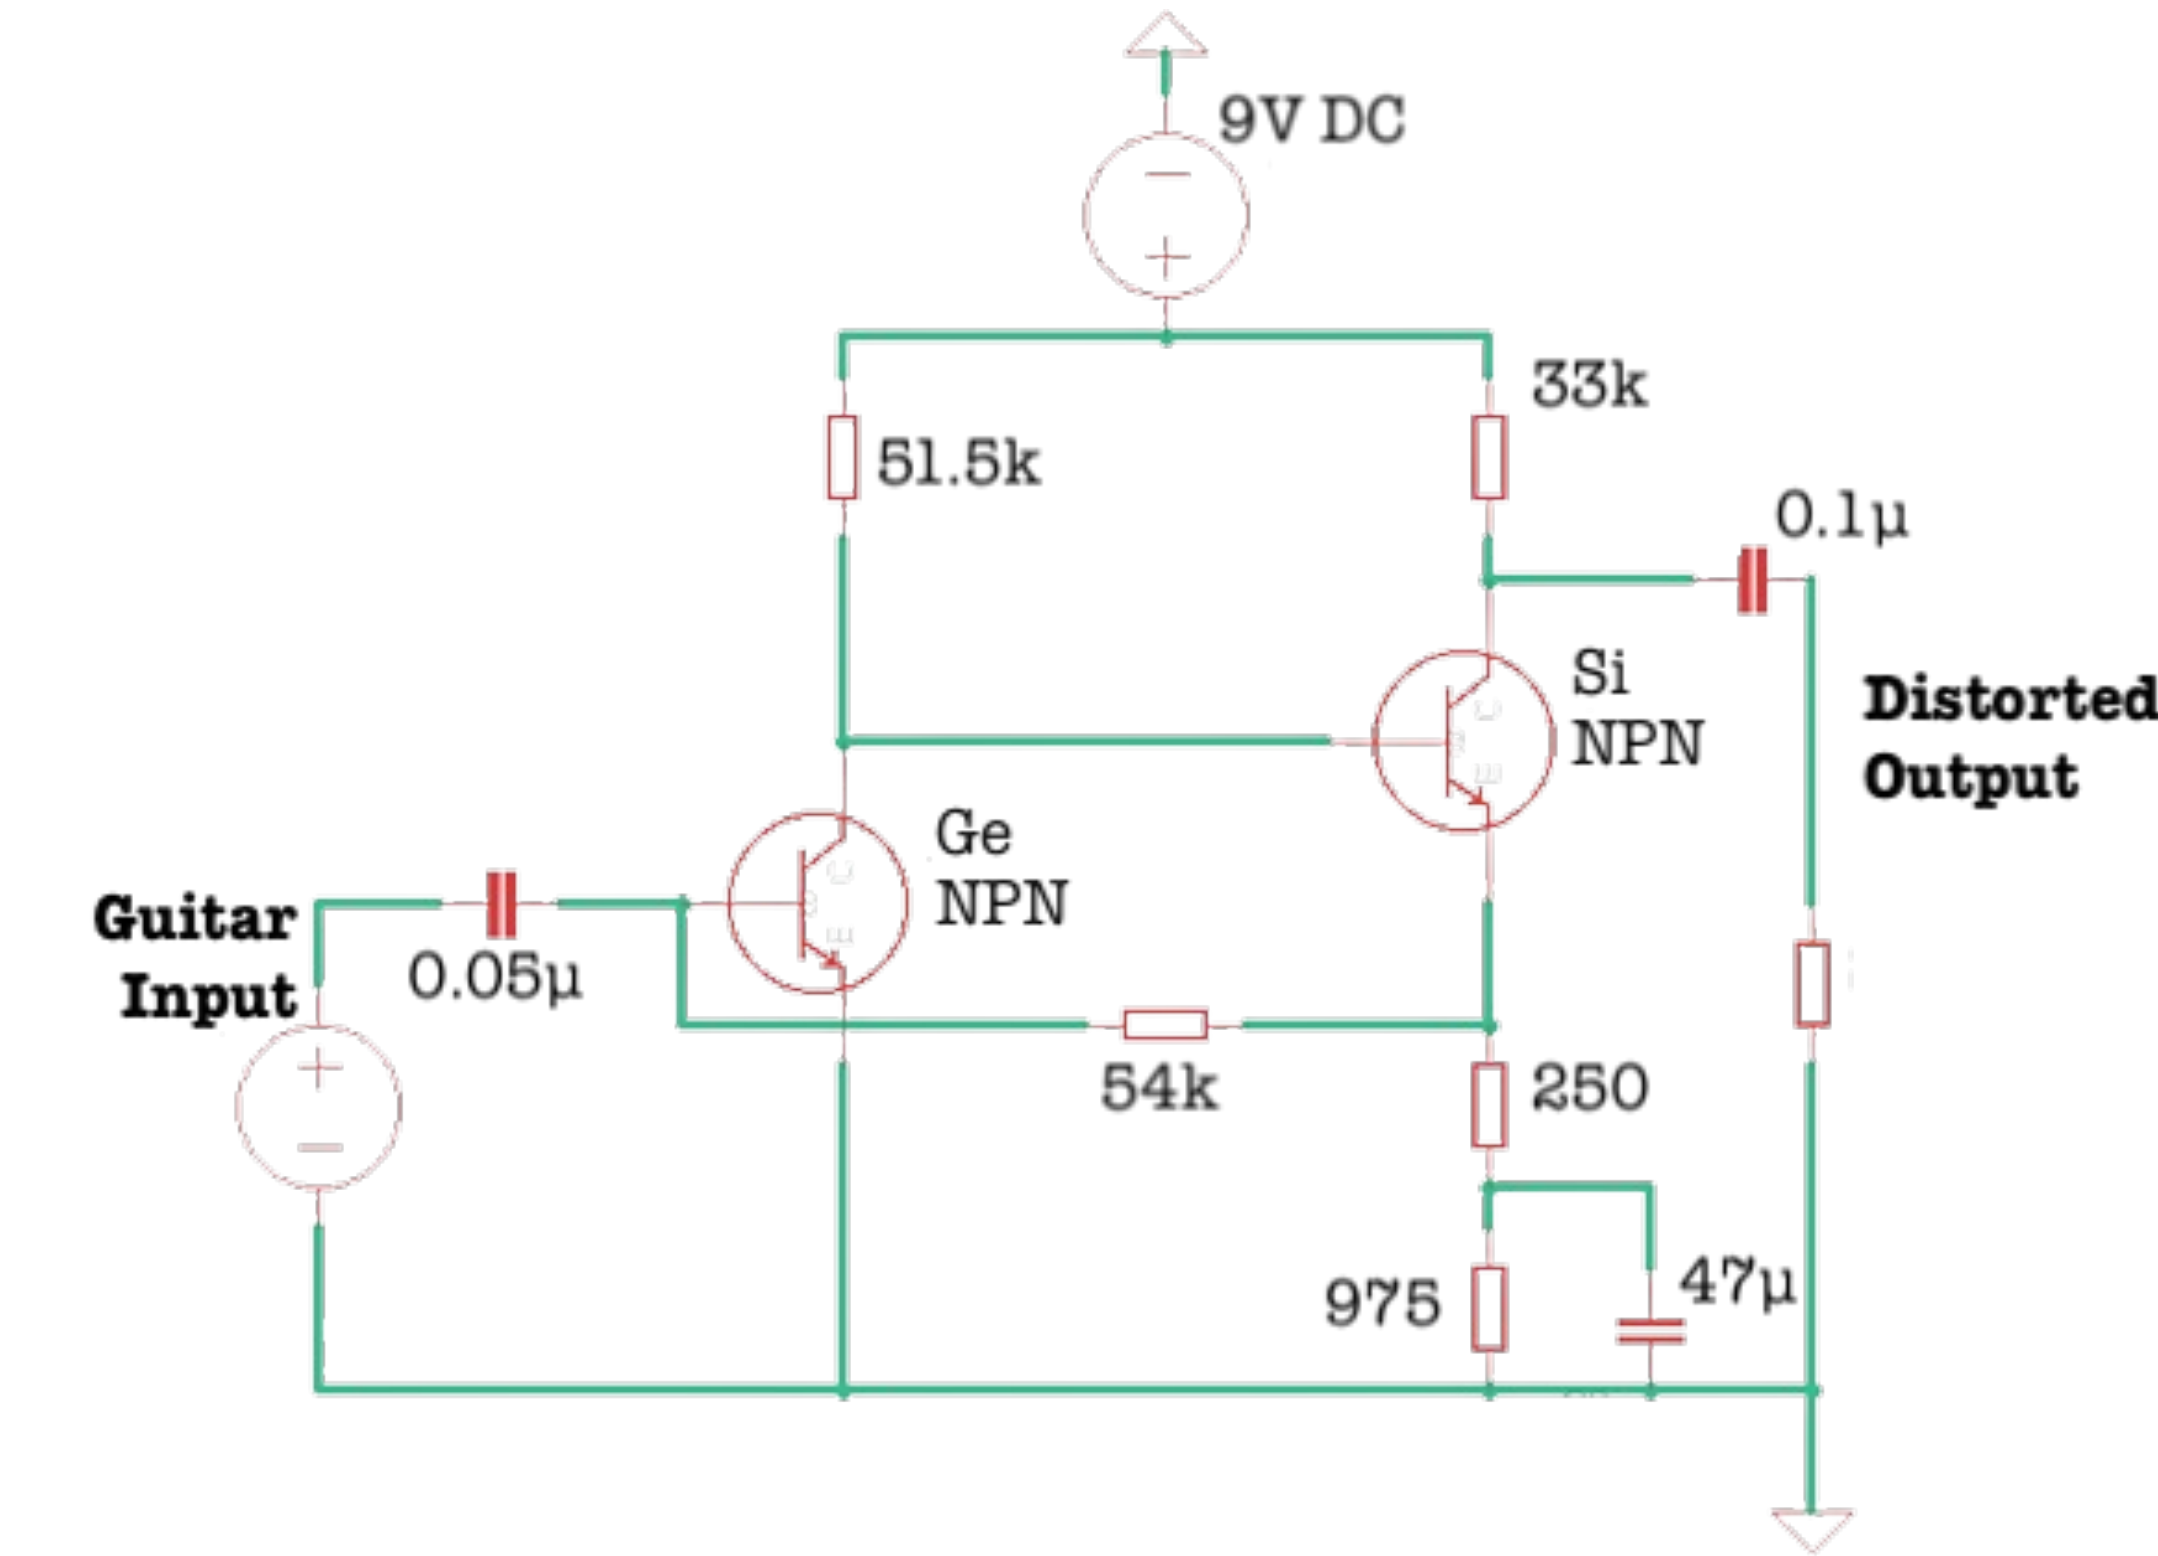 9V DC
33k
51.5k
0.1µ
Si
NPN
Distorted
Output
Ge
NPN
Guitar
Input
0.05µ
54k
250
975
47µ
C
B
E
C
E